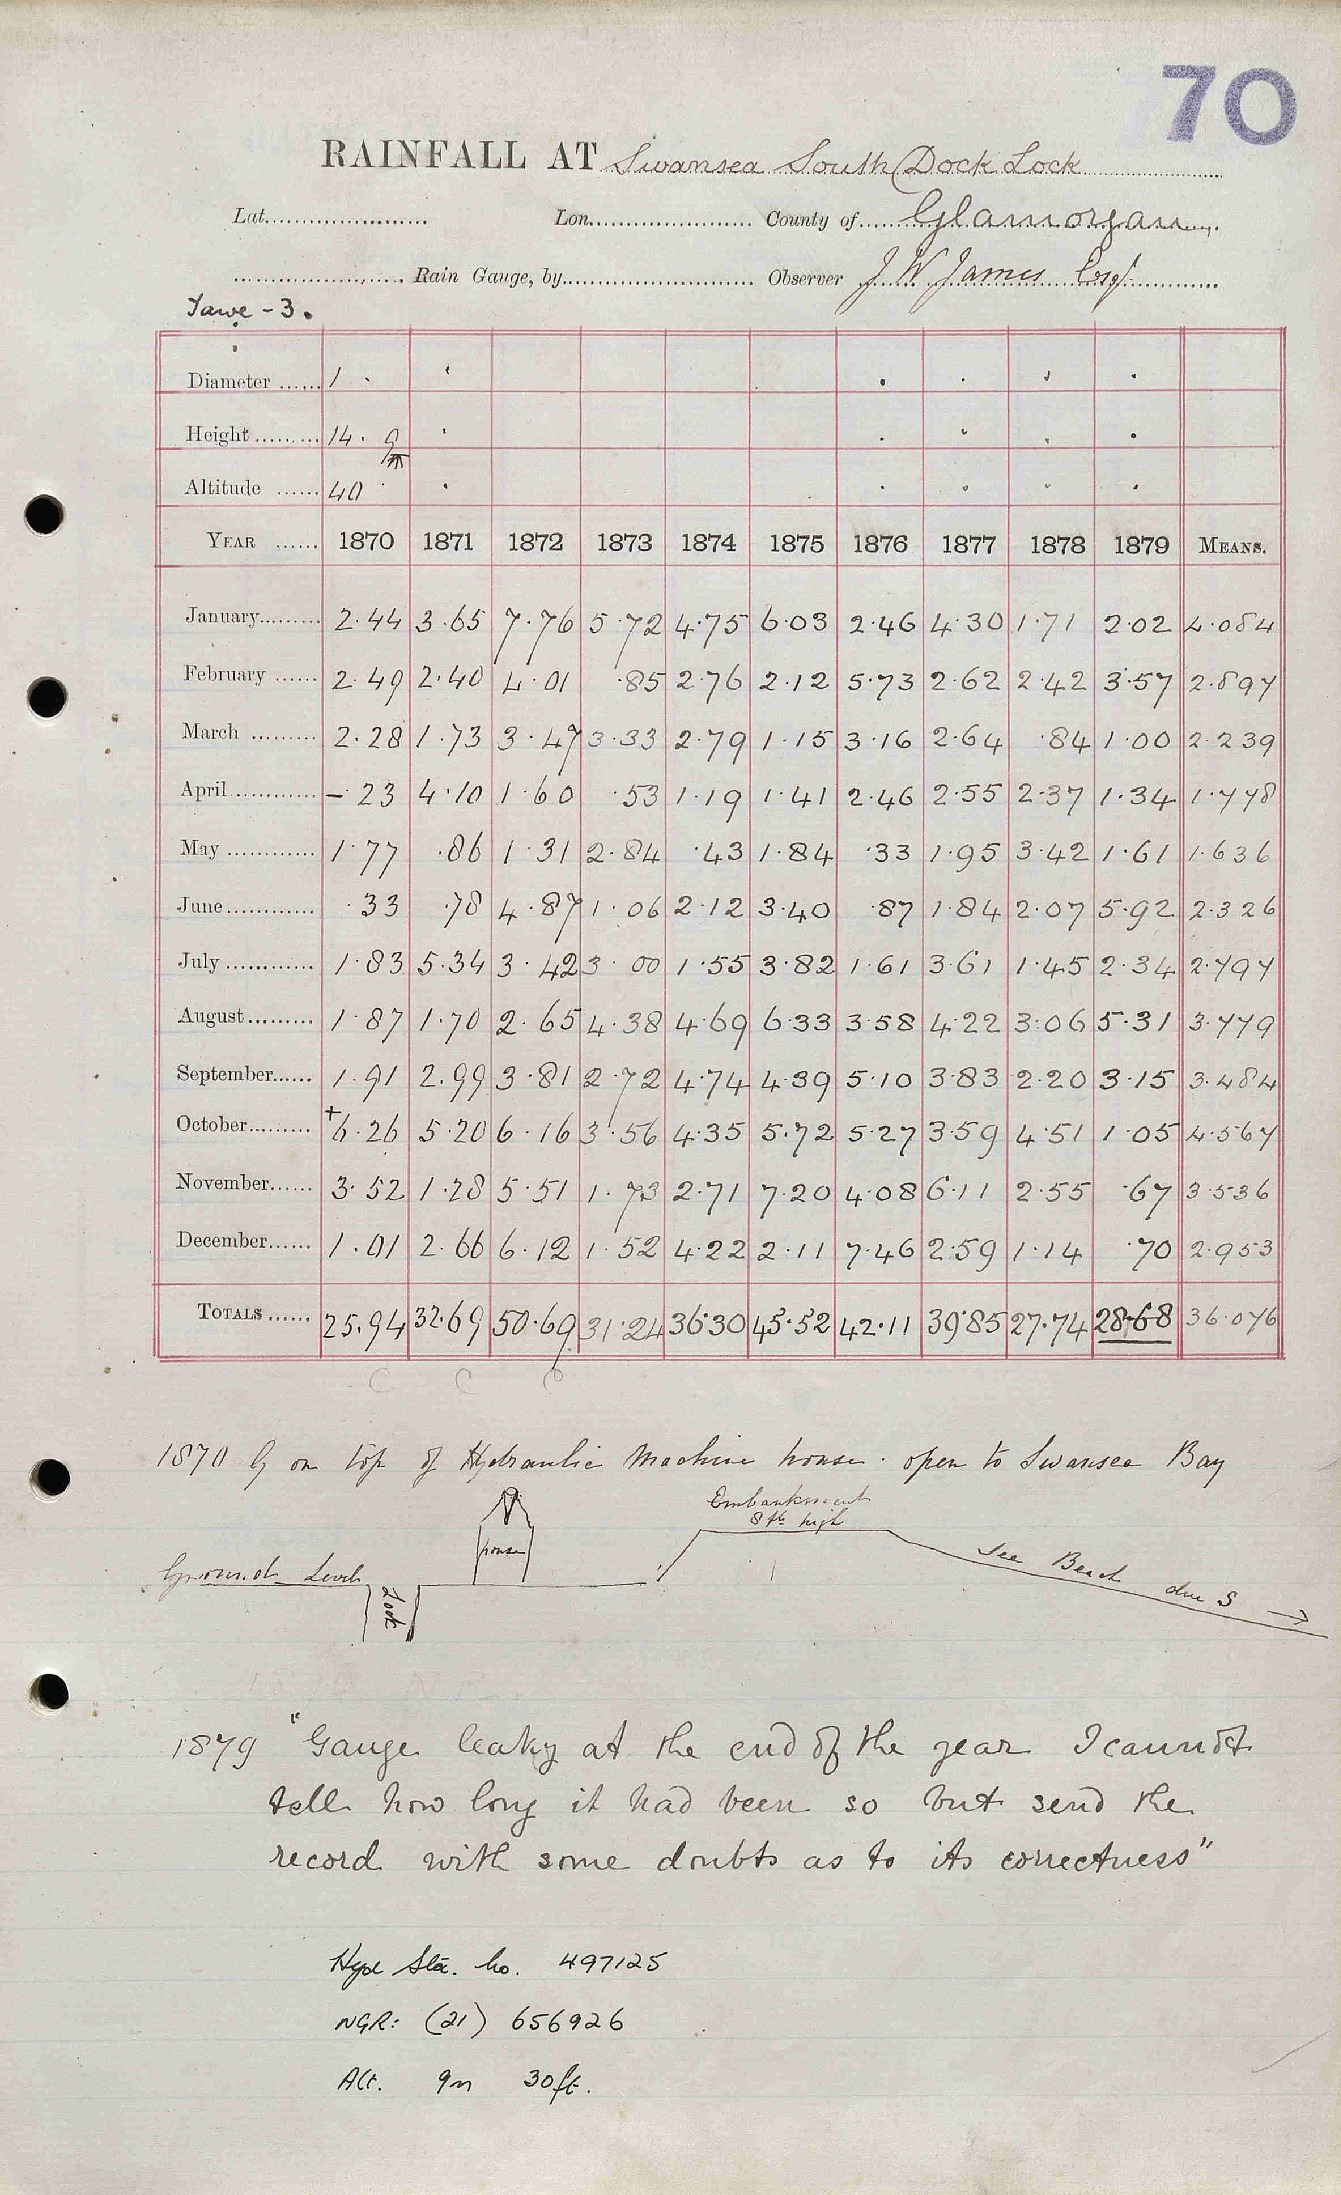 70
RAINFALL AT Swansea South Dock Lock
Lat. Lon. County of Glamorgan
Rain Gauge, by Observer J W James Esqr.
Tawe - 3.
Diameter 1 .
Height 14. 9
Altitude 40
YEAR 1870 1871 1872 1873 1874 1875 1876 1877 1878 1879 MEANS.
January 2.44 3.65 7.76 5.72 4.75 6.03 2.46 4.30 1.71 2.02 4.084
February 2.49 2.40 4.01 .85 2.76 2.12 5.73 2.62 2.42 3.57 2.897
March 2.28 1.73 3.47 3.33 2.79 1.15 3.16 2.64 .84 1.00 2.239
April -.23 4.10 1.60 .53 1.19 1.41 2.46 2.55 2.37 1.34 1.778
May 1.77 .86 1.31 2.84 .43 1.84 .33 1.95 3.42 1.61 1.636
June .33 .78 4.87 1.06 2.12 3.40 .87 1.84 2.07 5.92 2.326
July 1.83 5.34 3.42 3.00 1.55 3.82 1.61 3.61 1.45 2.34 2.797
August 1.87 1.70 2.65 4.38 4.69 6.33 3.58 4.22 3.06 5.31 3.779
September 1.91 2.99 3.81 2.72 4.74 4.39 5.10 3.83 2.20 3.15 3.484
October +6.26 5.20 6.16 3.56 4.35 5.72 5.27 3.59 4.51 1.05 4.567
November 3.52 1.28 5.51 1.73 2.71 7.20 4.08 6.11 2.55 .67 3.536
December 1.01 2.66 6.12 1.52 4.22 2.11 7.46 2.59 1.14 .70 2.953
TOTALS 25.94 32.69 50.69 31.24 36.30 45.52 42.11 39.85 27.74 28.68 36.076
C C C
1870 G on top of Hydraulic Machine house . open to Swansea Bay
Embankment
8 ft high
house
Ground Level
Lock
See Beach due S
1879 "Gauge leaky at the end of the year I cannot
tell how long it had been so but send the
record with some doubts as to its correctness"
Hyd Sta. No. 497125
NGR: (21) 656926
Alt. 9m 30ft.